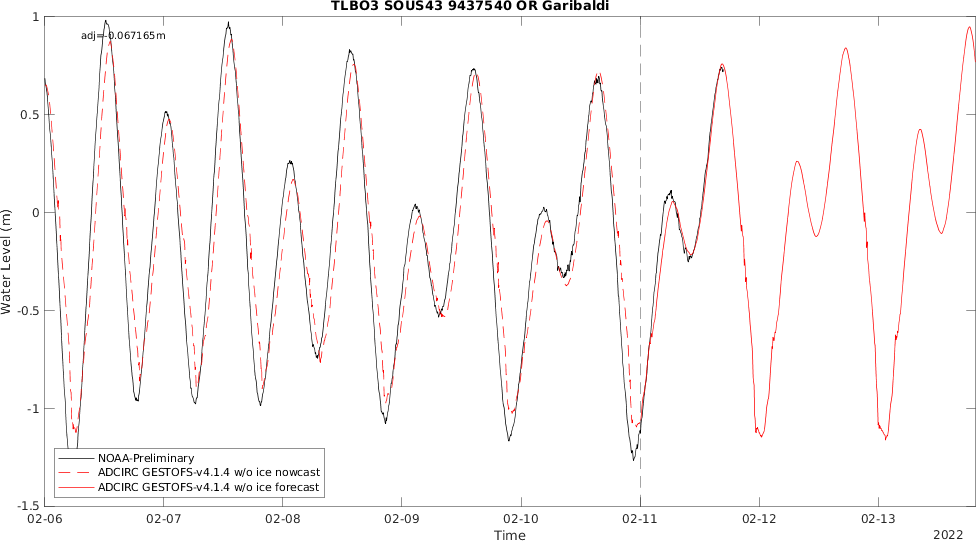 TLBO3 SOUS43 9437540 OR Garibaldi
adj=-0.067165m
1
0.5
0
-0.5
-1
-1.5
Water Level (m)
NOAA-Preliminary
ADCIRC GESTOFS-v4.1.4 w/o ice nowcast
ADCIRC GESTOFS-v4.1.4 w/o ice forecast
02-06 02-07 02-08 02-09 02-10 02-11 02-12 02-13
Time
2022